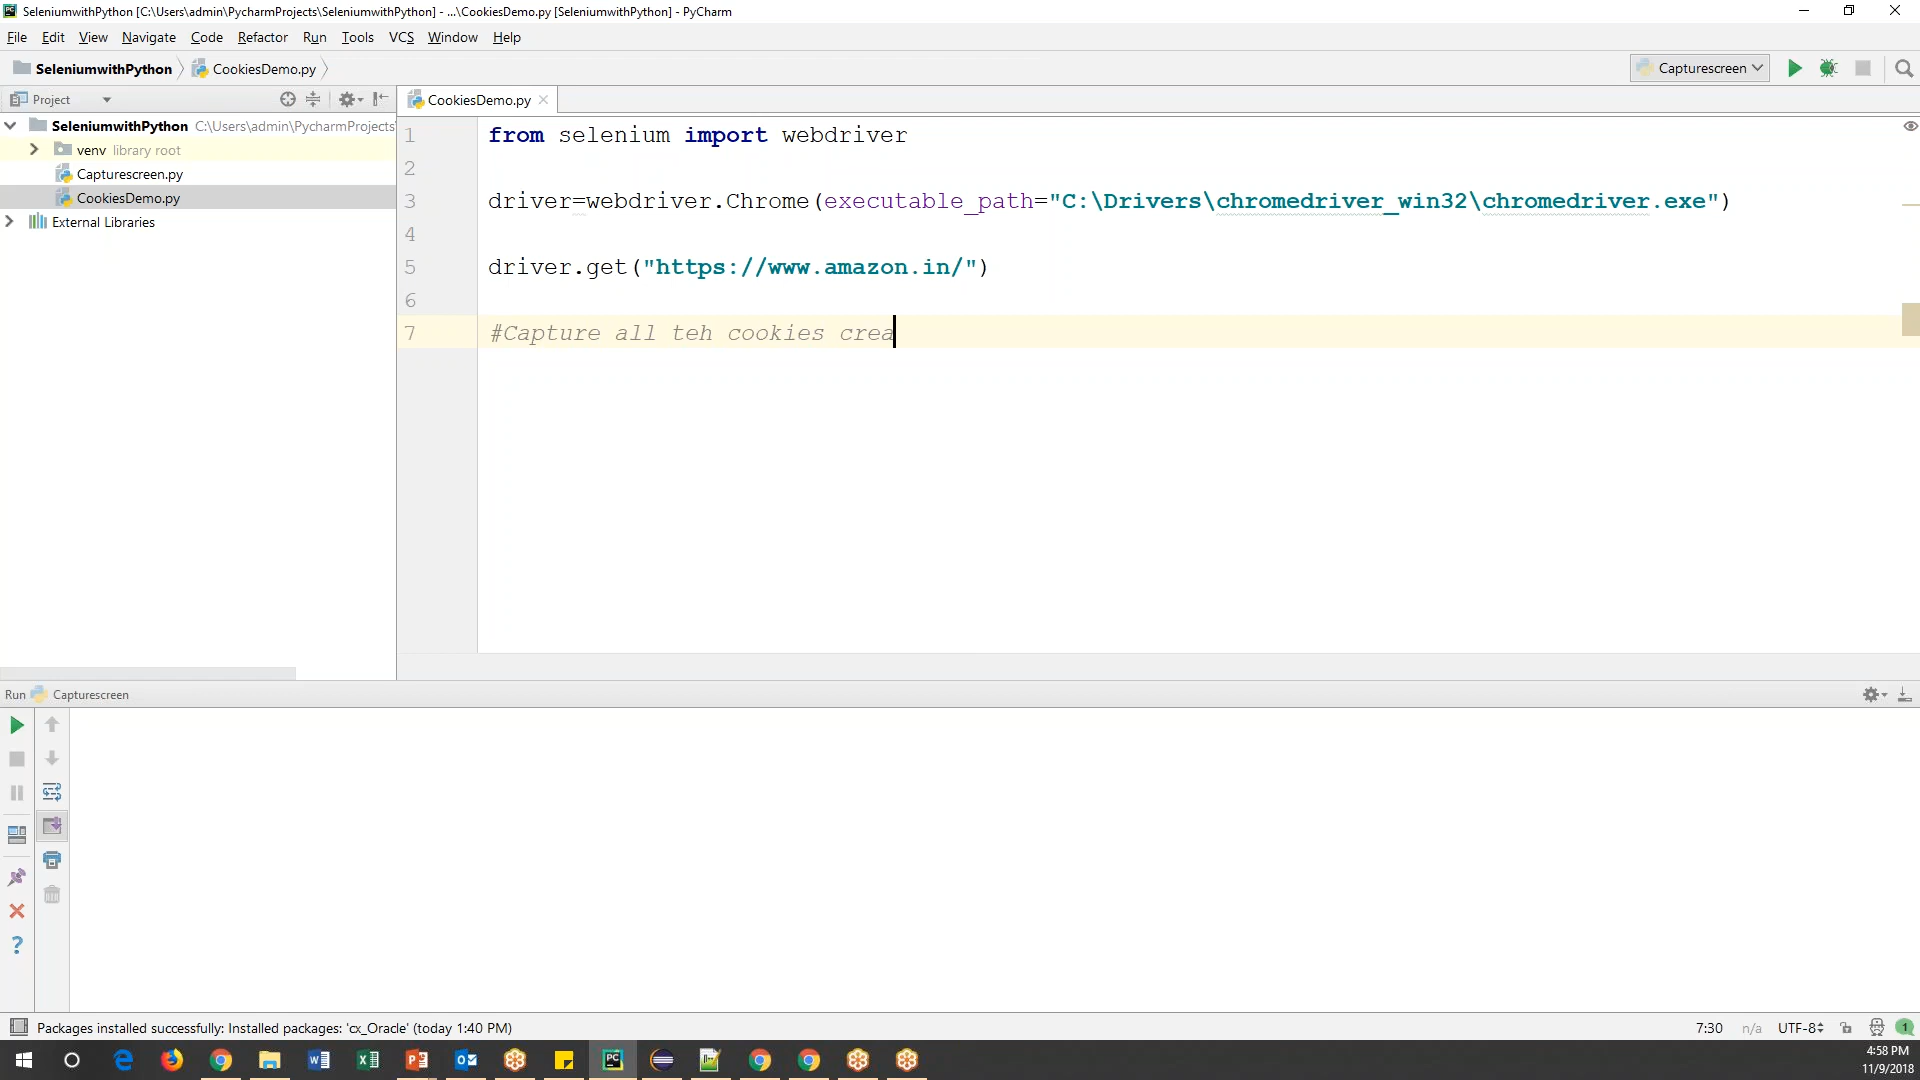 SeleniumwithPython [C:\Users\admin\PycharmProjects\SeleniumwithPython] - ...\CookiesDemo.py [SeleniumwithPython] - PyCharm
File Edit View Navigate Code Refactor Run Tools VCS Window Help
SeleniumwithPython CookiesDemo.py Capturescreen
Project CookiesDemo.py
SeleniumwithPython C:\Users\admin\PycharmProjects\
venv library root
Capturescreen.py
CookiesDemo.py
External Libraries
1 from selenium import webdriver
2
3 driver=webdriver.Chrome(executable_path="C:\Drivers\chromedriver_win32\chromedriver.exe")
4
5 driver.get("https://www.amazon.in/")
6
7 #Capture all teh cookies crea
Run Capturescreen
Packages installed successfully: Installed packages: 'cx_Oracle' (today 1:40 PM) 7:30 n/a UTF-8 1
4:58 PM
11/9/2018